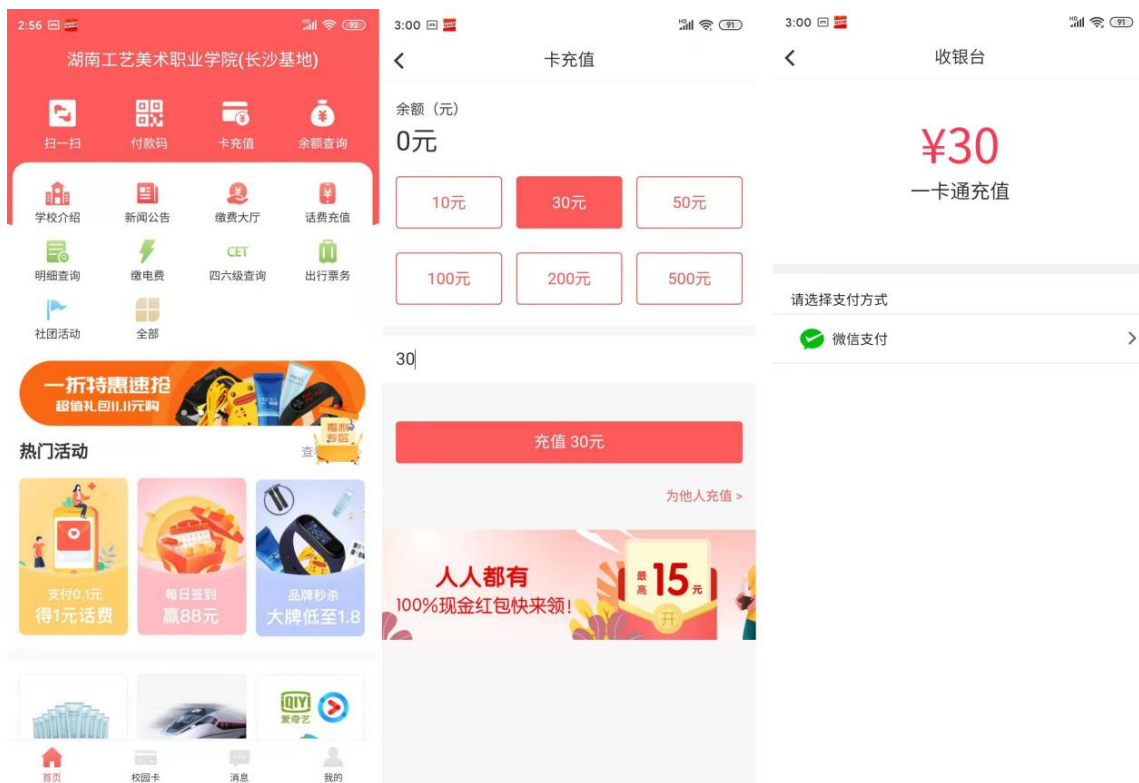 2:56
92
湖南工艺美术职业学院(长沙基地)
扫一扫
付款码
卡充值
余额查询
学校介绍
新闻公告
缴费大厅
话费充值
明细查询
缴电费
CET
四六级查询
出行票务
社团活动
全部
一折特惠速抢
超值礼包11.11元购
福利
专区
热门活动
查
支付0.1元
得1元话费
每日签到
赢88元
品牌秒杀
大牌低至1.8
QIYI
爱奇艺
首页
校园卡
消息
我的
3:00
91
卡充值
余额（元）
0元
10元
30元
50元
100元
200元
500元
30
充值 30元
为他人充值 >
人人都有
100%现金红包快来领!
最高15元
开
3:00
91
收银台
¥30
一卡通充值
请选择支付方式
微信支付